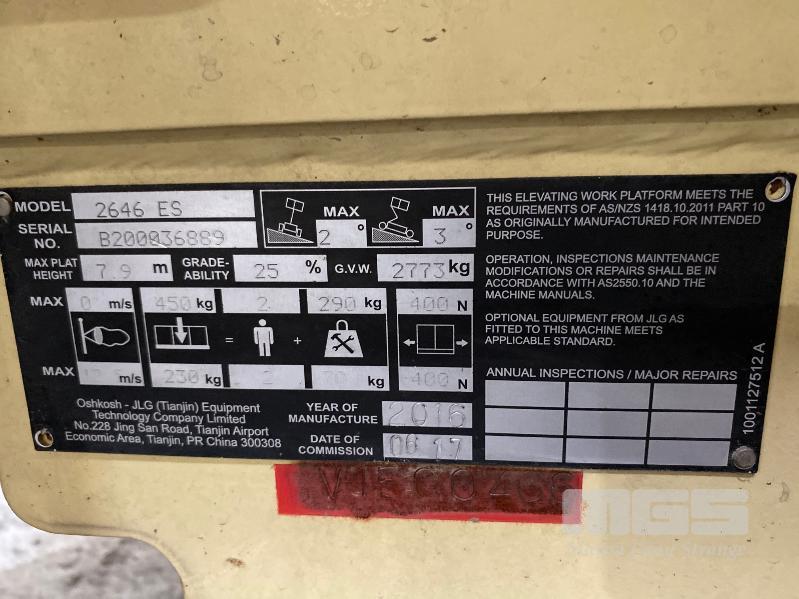 MODEL 2646 ES
SERIAL NO. B200036889
MAX 2° MAX 3°
MAX PLAT HEIGHT 7.9 m GRADE-ABILITY 25 % G.V.W. 2773 kg
MAX 0 m/s 450 kg 2 290 kg 400 N
= +
MAX m/s 230 kg 2 70 kg 400 N
Oshkosh - JLG (Tianjin) Equipment
Technology Company Limited
No.228 Jing San Road, Tianjin Airport
Economic Area, Tianjin, PR China 300308
YEAR OF MANUFACTURE 2016
DATE OF COMMISSION 06 17
THIS ELEVATING WORK PLATFORM MEETS THE
REQUIREMENTS OF AS/NZS 1418.10.2011 PART 10
AS ORIGINALLY MANUFACTURED FOR INTENDED
PURPOSE.
OPERATION, INSPECTIONS MAINTENANCE
MODIFICATIONS OR REPAIRS SHALL BE IN
ACCORDANCE WITH AS2550.10 AND THE
MACHINE MANUALS.
OPTIONAL EQUIPMENT FROM JLG AS
FITTED TO THIS MACHINE MEETS
APPLICABLE STANDARD.
ANNUAL INSPECTIONS / MAJOR REPAIRS
1001127512 A
MGS